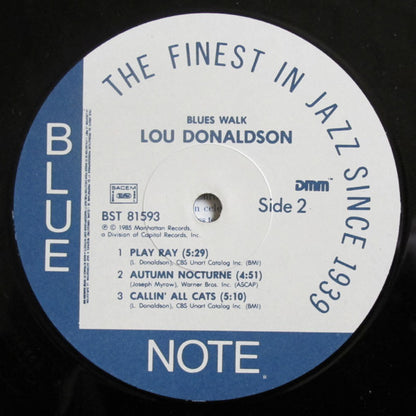 THE FINEST IN JAZZ SINCE 1939
BLUES WALK
LOU DONALDSON
BLUE
SACEM
DMM™
BST 81593
Side 2
℗ © 1985 Manhattan Records,
a Division of Capitol Records, Inc.
1 PLAY RAY (5:29)
(L. Donaldson), CBS Unart Catalog Inc. (BMI)
2 AUTUMN NOCTURNE (4:51)
(Joseph Myrow), Warner Bros. Inc. (ASCAP)
3 CALLIN' ALL CATS (5:10)
(L. Donaldson), CBS Unart Catalog Inc. (BMI)
NOTE